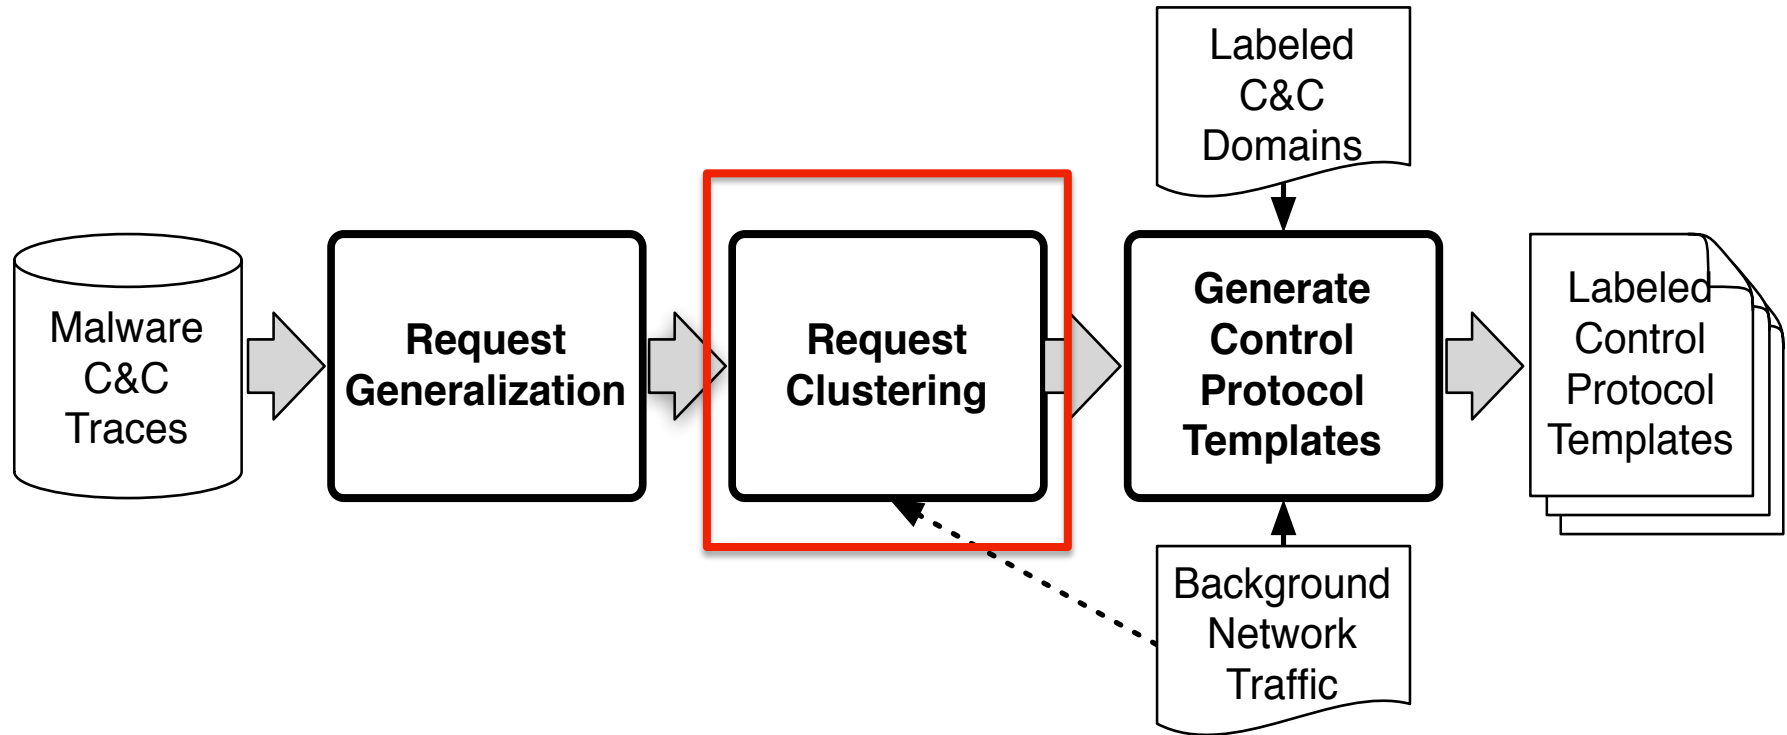 Labeled
C&C
Domains
Malware
C&C
Traces
Request
Generalization
Request
Clustering
Generate
Control
Protocol
Templates
Labeled
Control
Protocol
Templates
Background
Network
Traffic